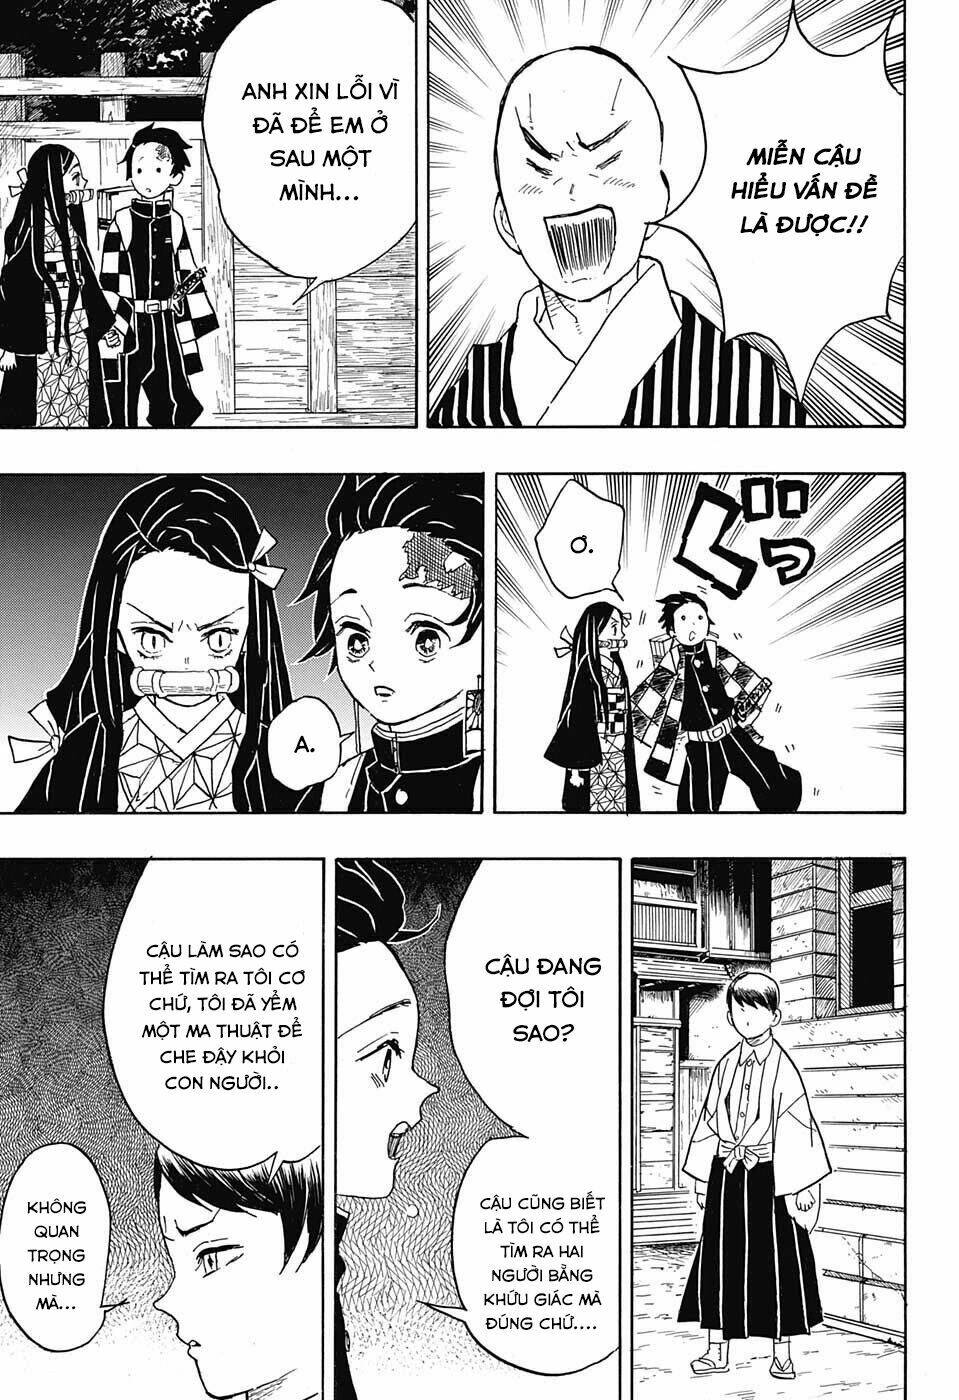 MIỄN CẬU
HIỂU VẤN ĐỀ
LÀ ĐƯỢC!!
ANH XIN LỖI VÌ
ĐÃ ĐỂ EM Ở
SAU MỘT
MÌNH...
Ơ.
グッ
A.
CẬU ĐANG
ĐỢI TÔI
SAO?
CẬU CŨNG BIẾT
LÀ TÔI CÓ THỂ
TÌM RA HAI
NGƯỜI BẰNG
KHỨU GIÁC MÀ
ĐÚNG CHỨ....
CẬU LÀM SAO CÓ
THỂ TÌM RA TÔI CƠ
CHỨ, TÔI ĐÃ YỂM
MỘT MA THUẬT ĐỂ
CHE ĐẬY KHỎI
CON NGƯỜI..
KHÔNG
QUAN
TRỌNG
NHƯNG
MÀ...